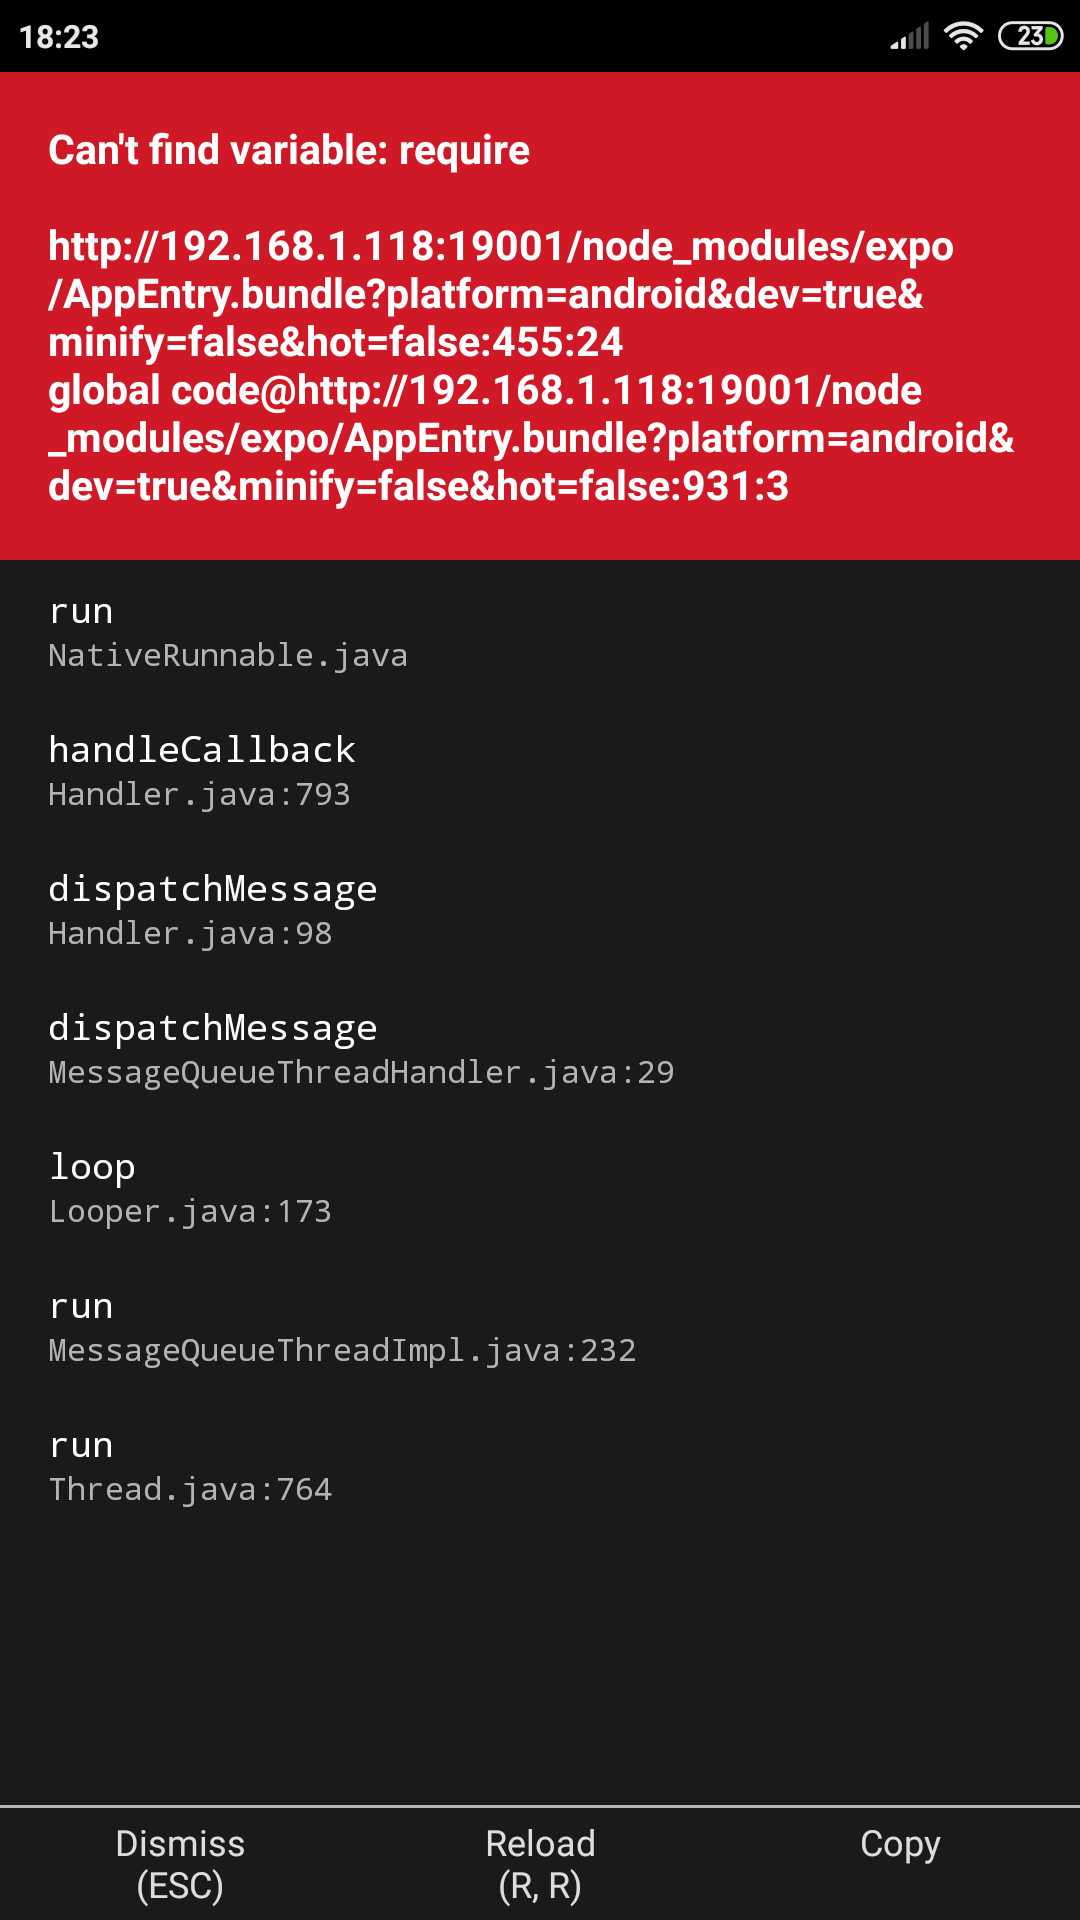 18:23
23
Can't find variable: require
http://192.168.1.118:19001/node_modules/expo
/AppEntry.bundle?platform=android&dev=true&
minify=false&hot=false:455:24
global code@http://192.168.1.118:19001/node
_modules/expo/AppEntry.bundle?platform=android&
dev=true&minify=false&hot=false:931:3
run
NativeRunnable.java
handleCallback
Handler.java:793
dispatchMessage
Handler.java:98
dispatchMessage
MessageQueueThreadHandler.java:29
loop
Looper.java:173
run
MessageQueueThreadImpl.java:232
run
Thread.java:764
Dismiss
(ESC)
Reload
(R, R)
Copy